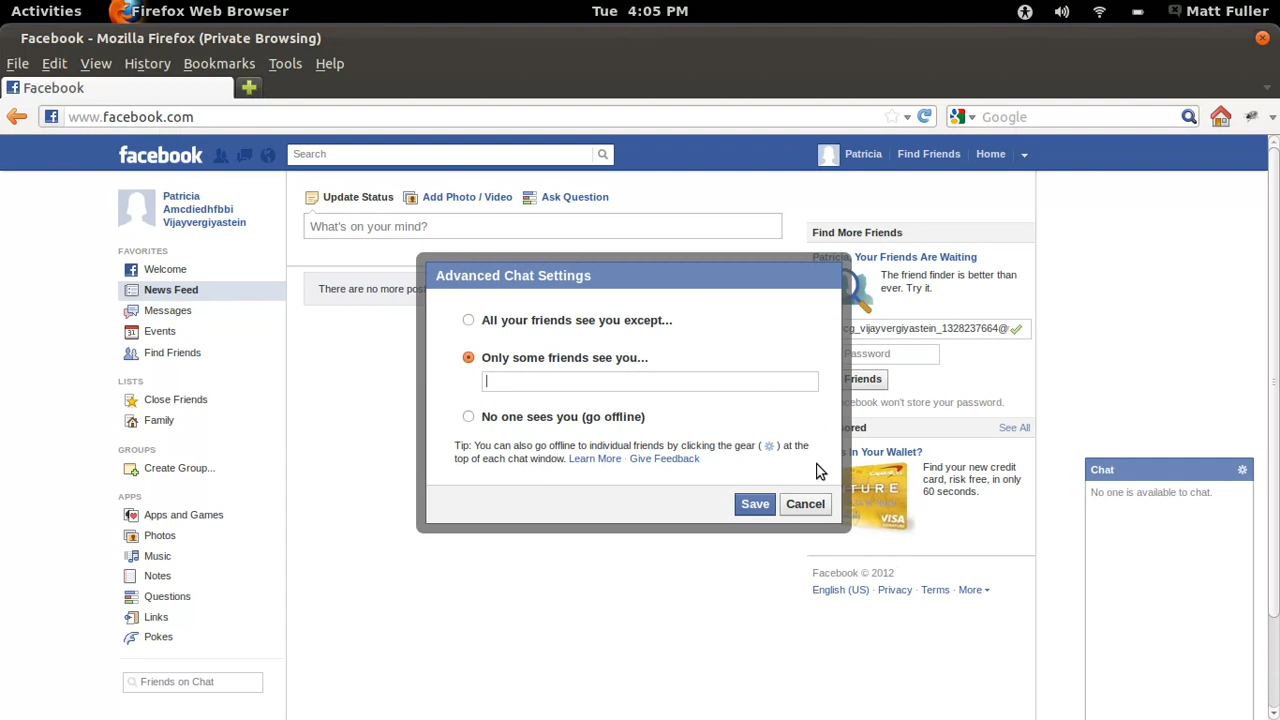 Activities Firefox Web Browser Tue 4:05 PM Matt Fuller
Facebook - Mozilla Firefox (Private Browsing)
File Edit View History Bookmarks Tools Help
Facebook
www.facebook.com Google
facebook Search Patricia Find Friends Home
Patricia
Amcdiedhfbbi
Vijayvergiyastein
FAVORITES
Welcome
News Feed
Messages
Events
Find Friends
LISTS
Close Friends
Family
GROUPS
Create Group...
APPS
Apps and Games
Photos
Music
Notes
Questions
Links
Pokes
Friends on Chat
Update Status Add Photo / Video Ask Question
What's on your mind?
There are no more pos
Advanced Chat Settings
All your friends see you except...
Only some friends see you...
No one sees you (go offline)
Tip: You can also go offline to individual friends by clicking the gear ( ) at the
top of each chat window. Learn More · Give Feedback
Save Cancel
Find More Friends
Patricia, Your Friends Are Waiting
The friend finder is better than
ever. Try it.
cg_vijayvergiyastein_1328237664@
Password
Friends
cebook won't store your password.
ored See All
s In Your Wallet?
Find your new credit
card, risk free, in only
60 seconds.
TURE
VISA
Facebook © 2012
English (US) · Privacy · Terms · More
Chat
No one is available to chat.